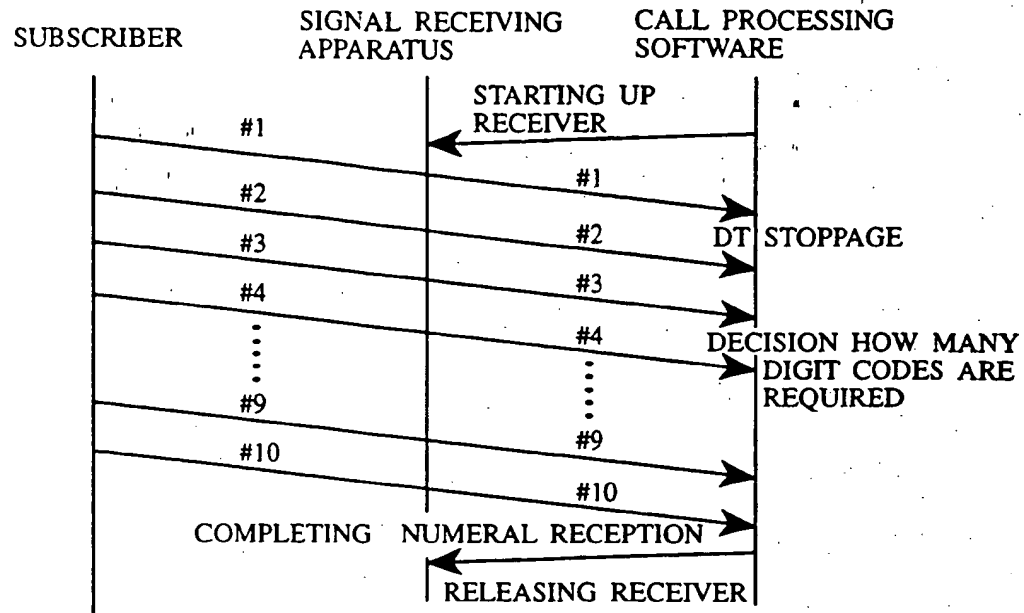 SUBSCRIBER
SIGNAL RECEIVING
APPARATUS
CALL PROCESSING
SOFTWARE
STARTING UP
RECEIVER
#1
#1
#2
#2
DT STOPPAGE
#3
#3
#4
#4
DECISION HOW MANY
DIGIT CODES ARE
REQUIRED
#9
#9
#10
#10
COMPLETING NUMERAL RECEPTION
RELEASING RECEIVER